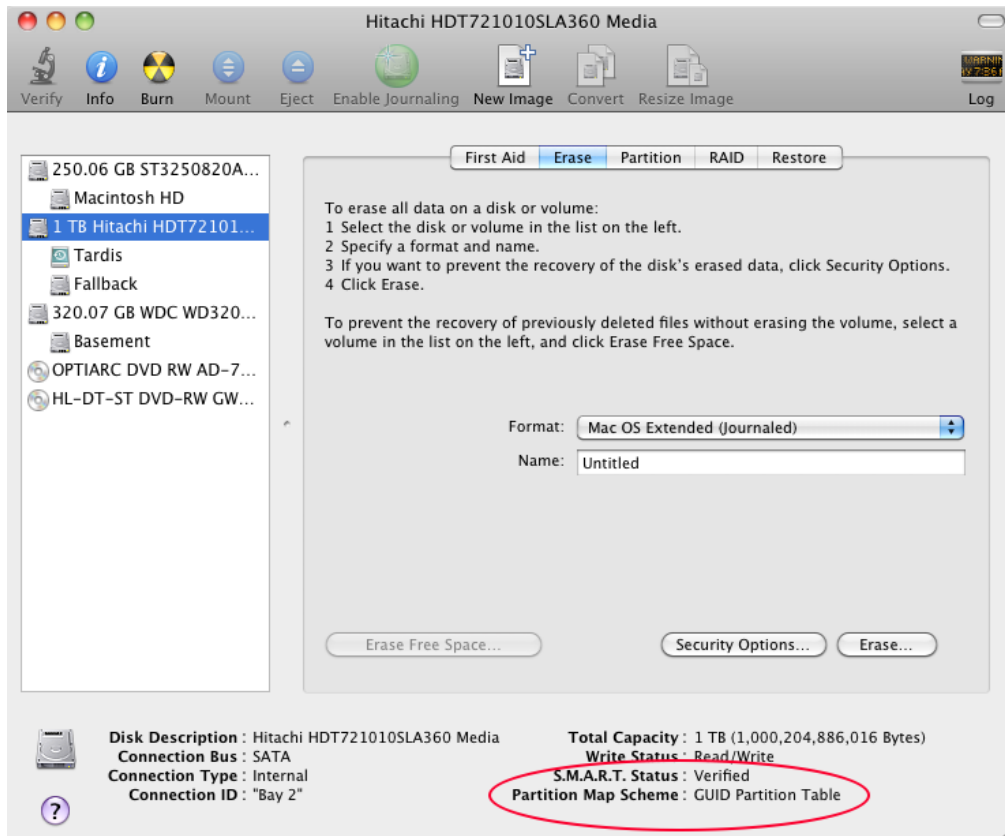 Hitachi HDT721010SLA360 Media
Verify Info Burn Mount Eject Enable Journaling New Image Convert Resize Image Log
First Aid Erase Partition RAID Restore
250.06 GB ST3250820A...
Macintosh HD
1 TB Hitachi HDT72101...
Tardis
Fallback
320.07 GB WDC WD320...
Basement
OPTIARC DVD RW AD-7...
HL-DT-ST DVD-RW GW...
To erase all data on a disk or volume:
1 Select the disk or volume in the list on the left.
2 Specify a format and name.
3 If you want to prevent the recovery of the disk's erased data, click Security Options.
4 Click Erase.
To prevent the recovery of previously deleted files without erasing the volume, select a
volume in the list on the left, and click Erase Free Space.
Format: Mac OS Extended (Journaled)
Name: Untitled
Erase Free Space... Security Options... Erase...
Disk Description : Hitachi HDT721010SLA360 Media
Connection Bus : SATA
Connection Type : Internal
Connection ID : "Bay 2"
Total Capacity : 1 TB (1,000,204,886,016 Bytes)
Write Status : Read/Write
S.M.A.R.T. Status : Verified
Partition Map Scheme : GUID Partition Table
?